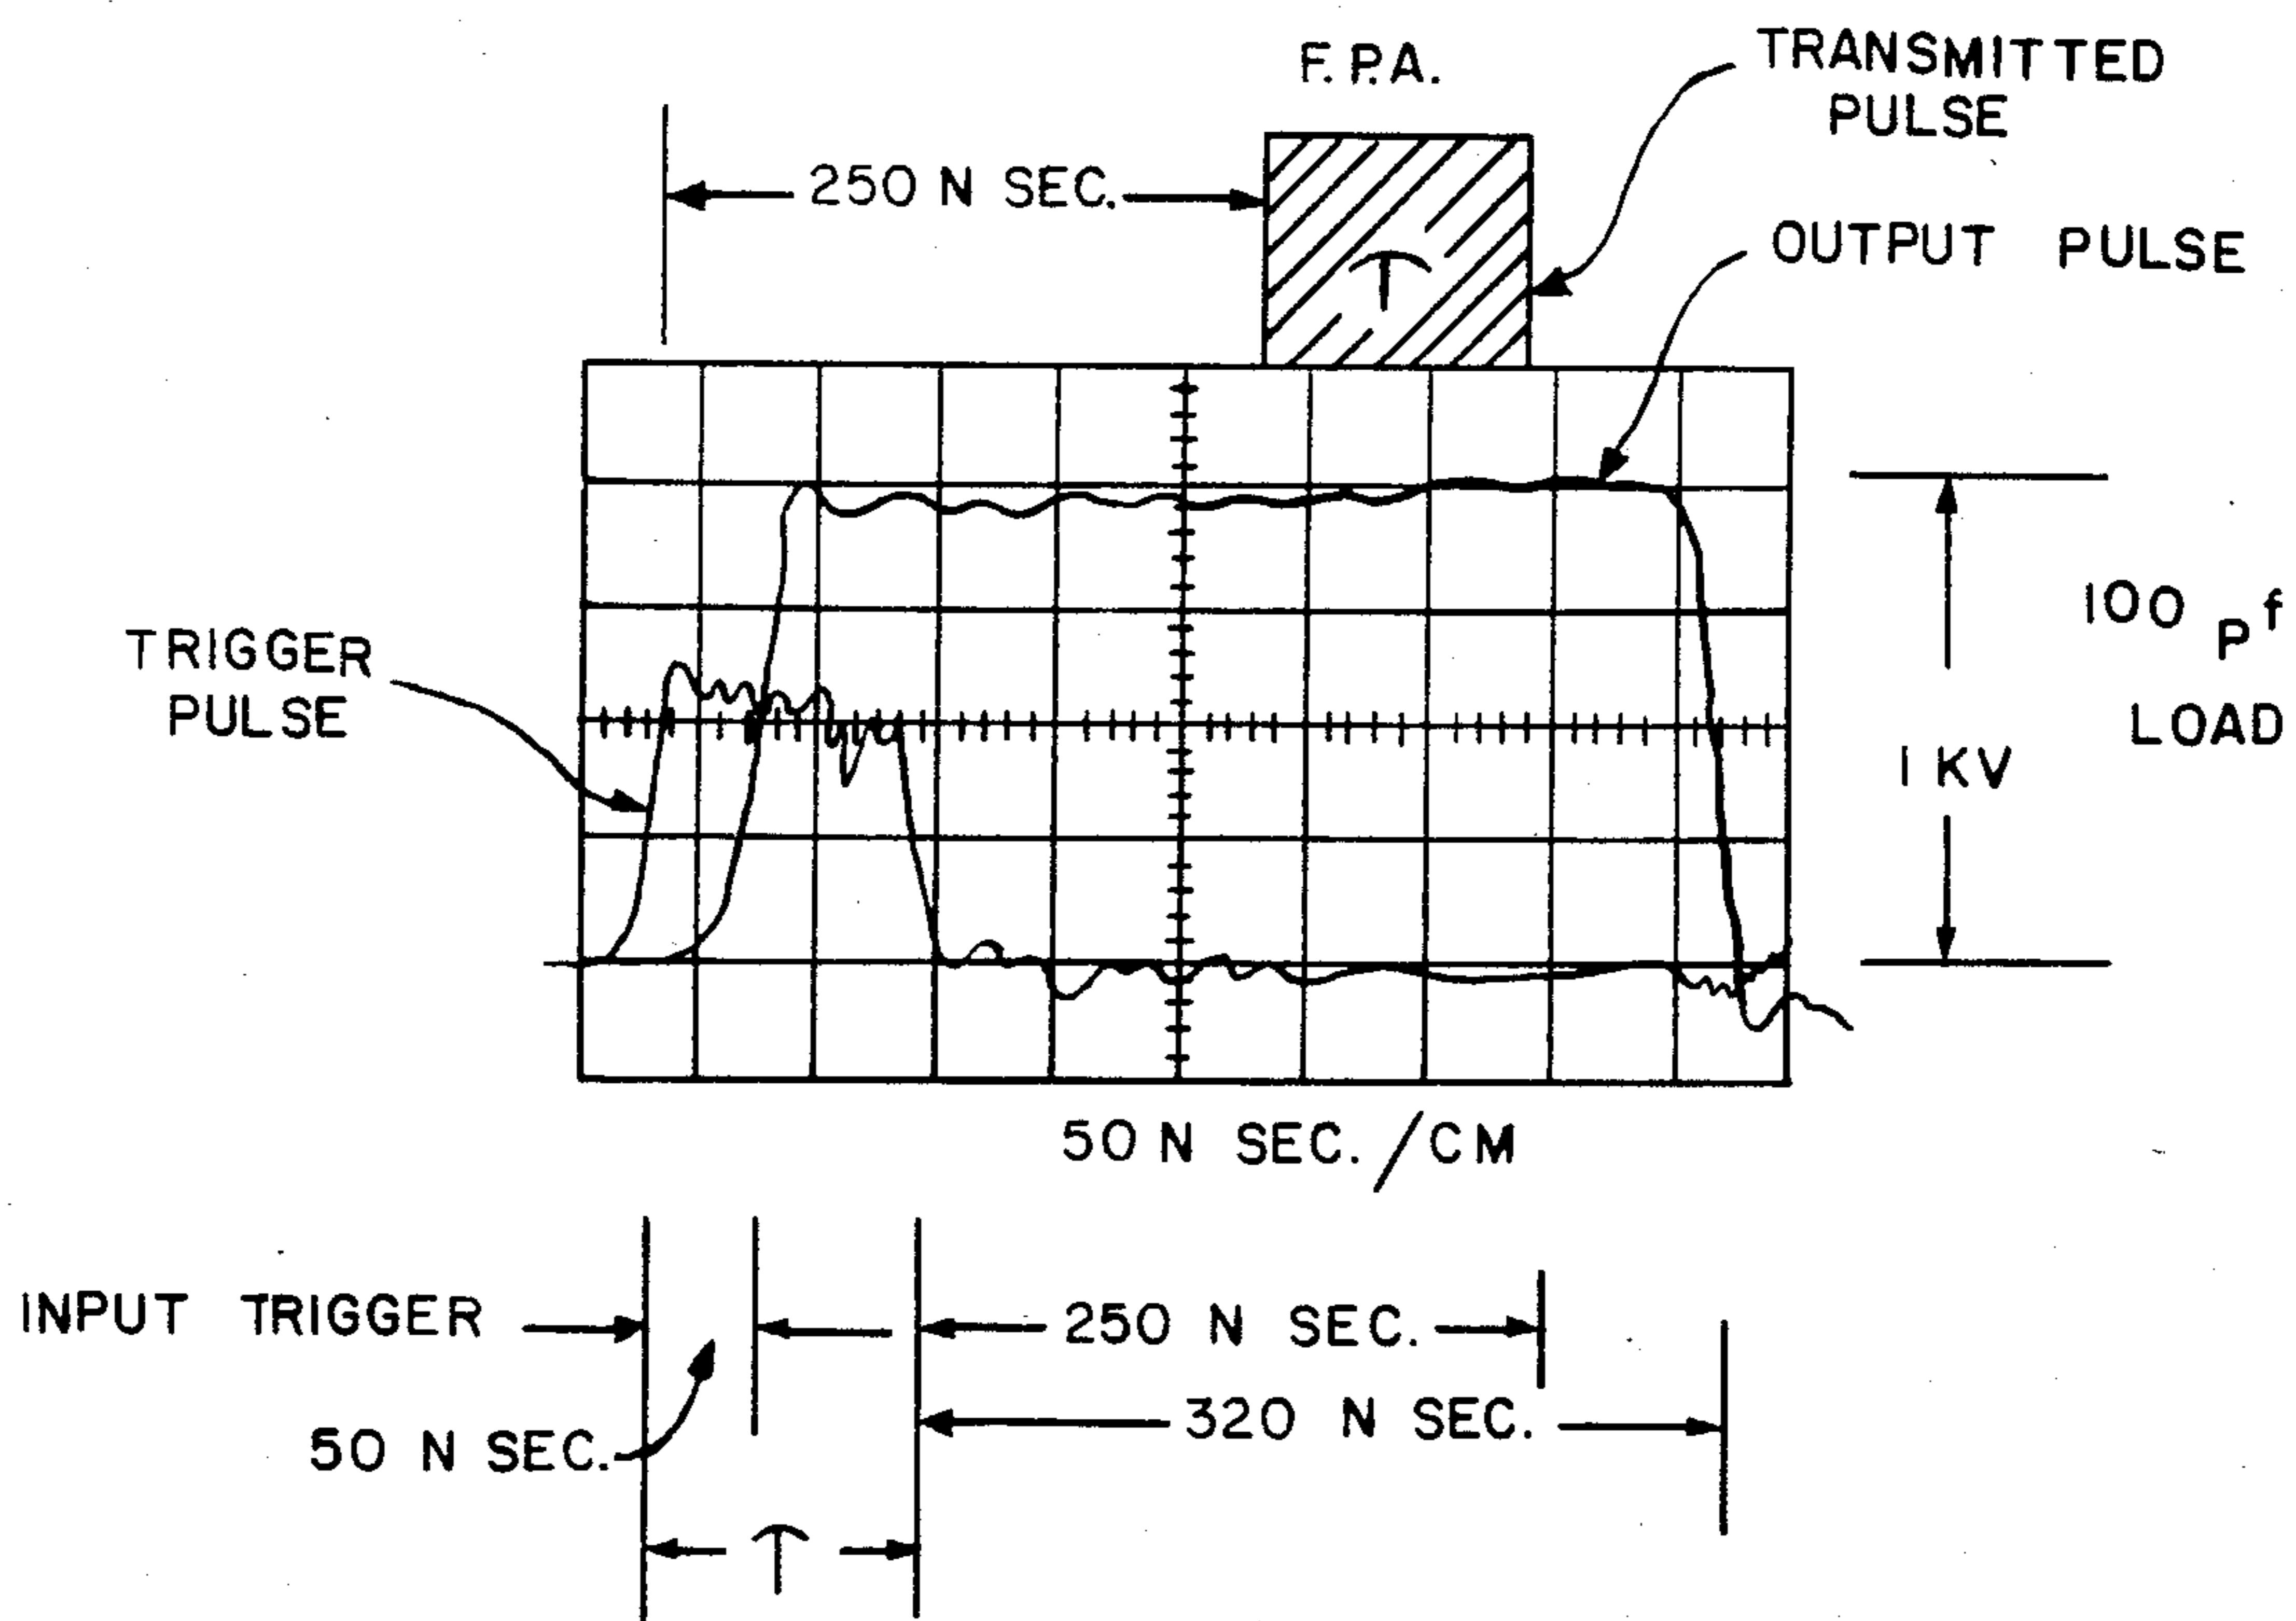 F.P.A.
TRANSMITTED
PULSE
250 N SEC.
OUTPUT PULSE
T
TRIGGER
PULSE
100 pf
LOAD
1 KV
50 N SEC./CM
INPUT TRIGGER
250 N SEC.
320 N SEC.
50 N SEC.
T